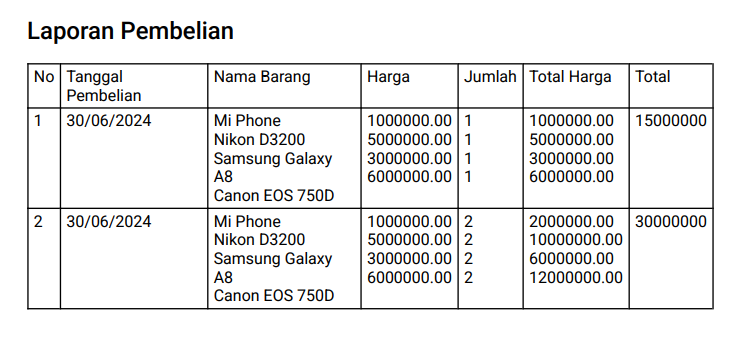 Laporan Pembelian
No Tanggal Pembelian Nama Barang Harga Jumlah Total Harga Total
1 30/06/2024 Mi Phone 1000000.00 1 1000000.00 15000000
Nikon D3200 5000000.00 1 5000000.00
Samsung Galaxy 3000000.00 1 3000000.00
A8 6000000.00 1 6000000.00
Canon EOS 750D
2 30/06/2024 Mi Phone 1000000.00 2 2000000.00 30000000
Nikon D3200 5000000.00 2 10000000.00
Samsung Galaxy 3000000.00 2 6000000.00
A8 6000000.00 2 12000000.00
Canon EOS 750D